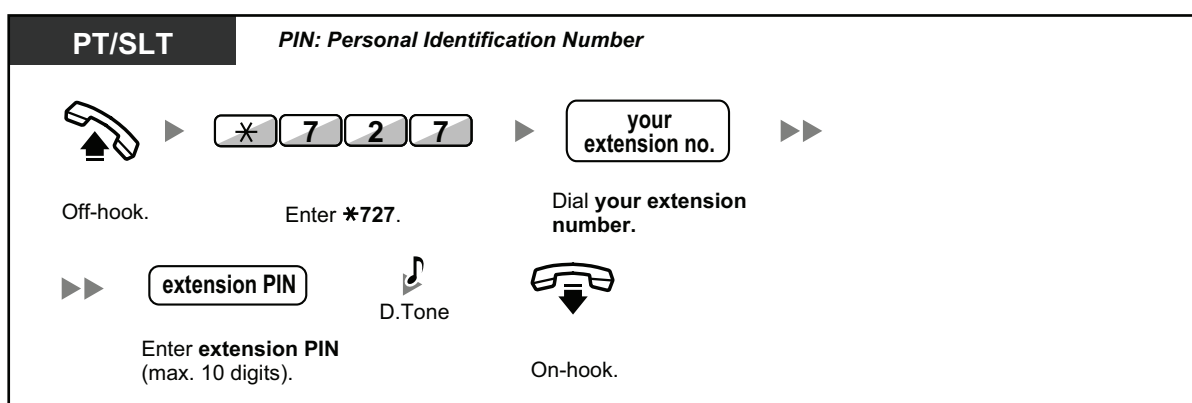 PT/SLT
PIN: Personal Identification Number
* 7 2 7
your
extension no.
Off-hook.
Enter *727.
Dial your extension
number.
extension PIN
D.Tone
Enter extension PIN
(max. 10 digits).
On-hook.